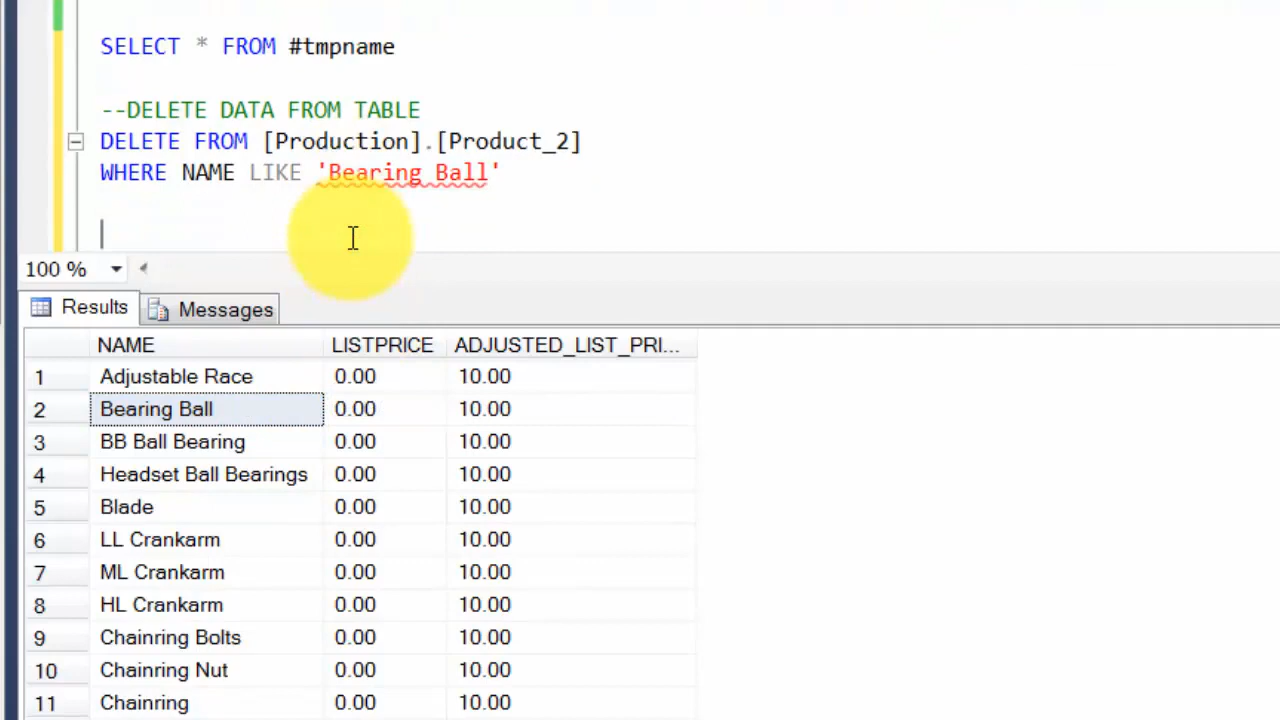 SELECT * FROM #tmpname
--DELETE DATA FROM TABLE
DELETE FROM [Production].[Product_2]
WHERE NAME LIKE 'Bearing Ball'
100 %
Results Messages
NAME LISTPRICE ADJUSTED_LIST_PRI...
1 Adjustable Race 0.00 10.00
2 Bearing Ball 0.00 10.00
3 BB Ball Bearing 0.00 10.00
4 Headset Ball Bearings 0.00 10.00
5 Blade 0.00 10.00
6 LL Crankarm 0.00 10.00
7 ML Crankarm 0.00 10.00
8 HL Crankarm 0.00 10.00
9 Chainring Bolts 0.00 10.00
10 Chainring Nut 0.00 10.00
11 Chainring 0.00 10.00